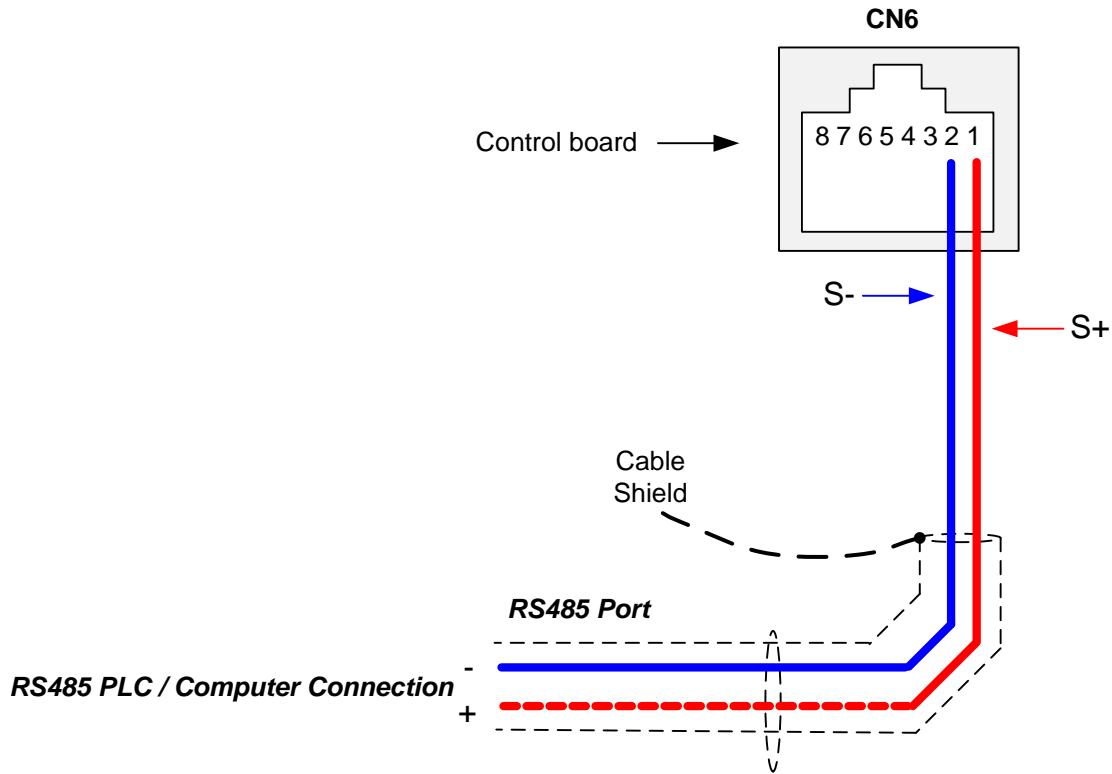 CN6
Control board
8 7 6 5 4 3 2 1
S-
S+
Cable
Shield
RS485 Port
-
RS485 PLC / Computer Connection
+